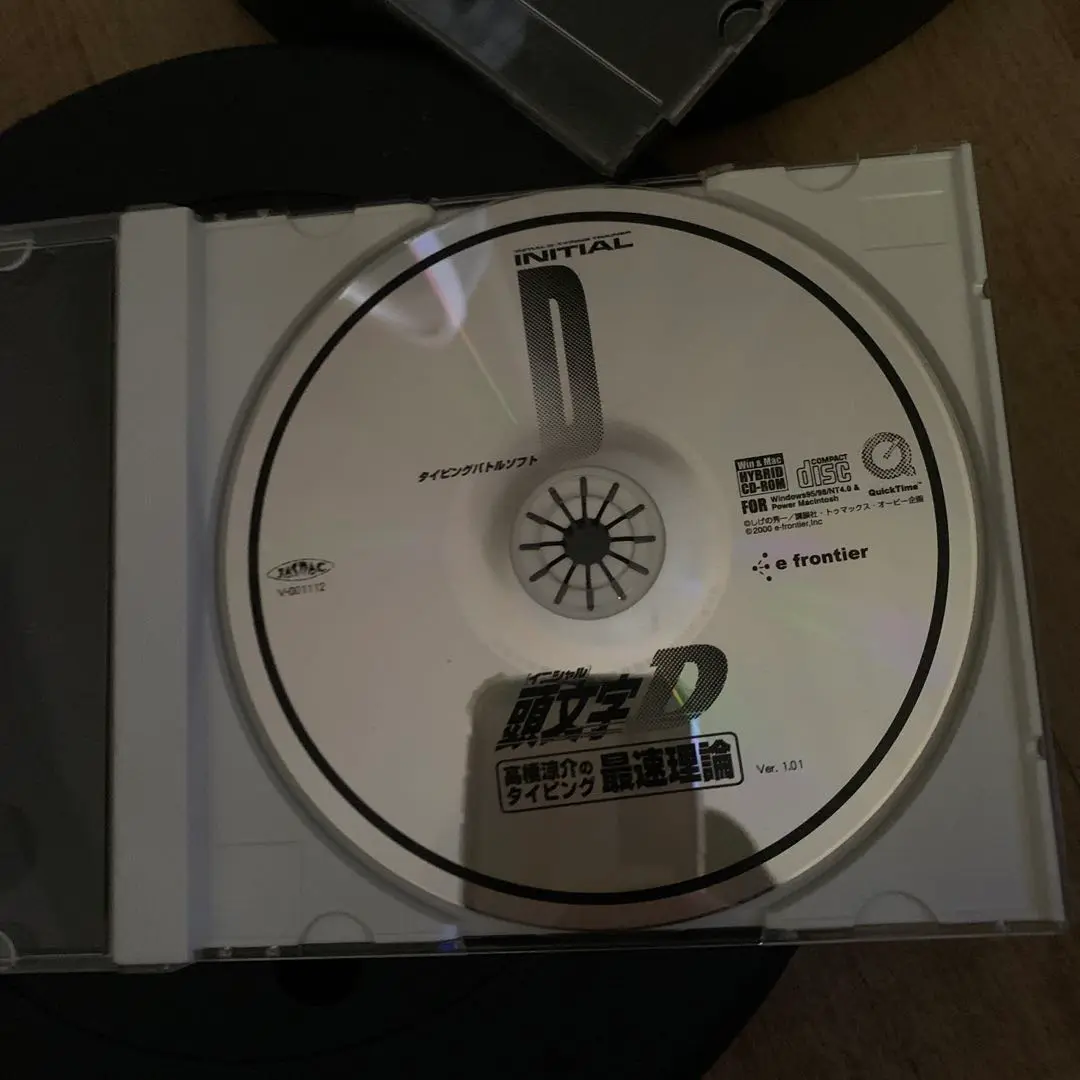 INITIAL
D
タイピングバトルソフト
Win & Mac
HYBRID
CD-ROM
COMPACT
disc
QuickTime™
FOR Windows95/98/NT4.0 &
Power Macintosh
©しげの秀一／講談社・トゥマックス・オービー企画
©2000 e-frontier,Inc
e frontier
V-001112
イニシャル
頭文字D
高橋涼介の
タイピング
最速理論
Ver. 1.01